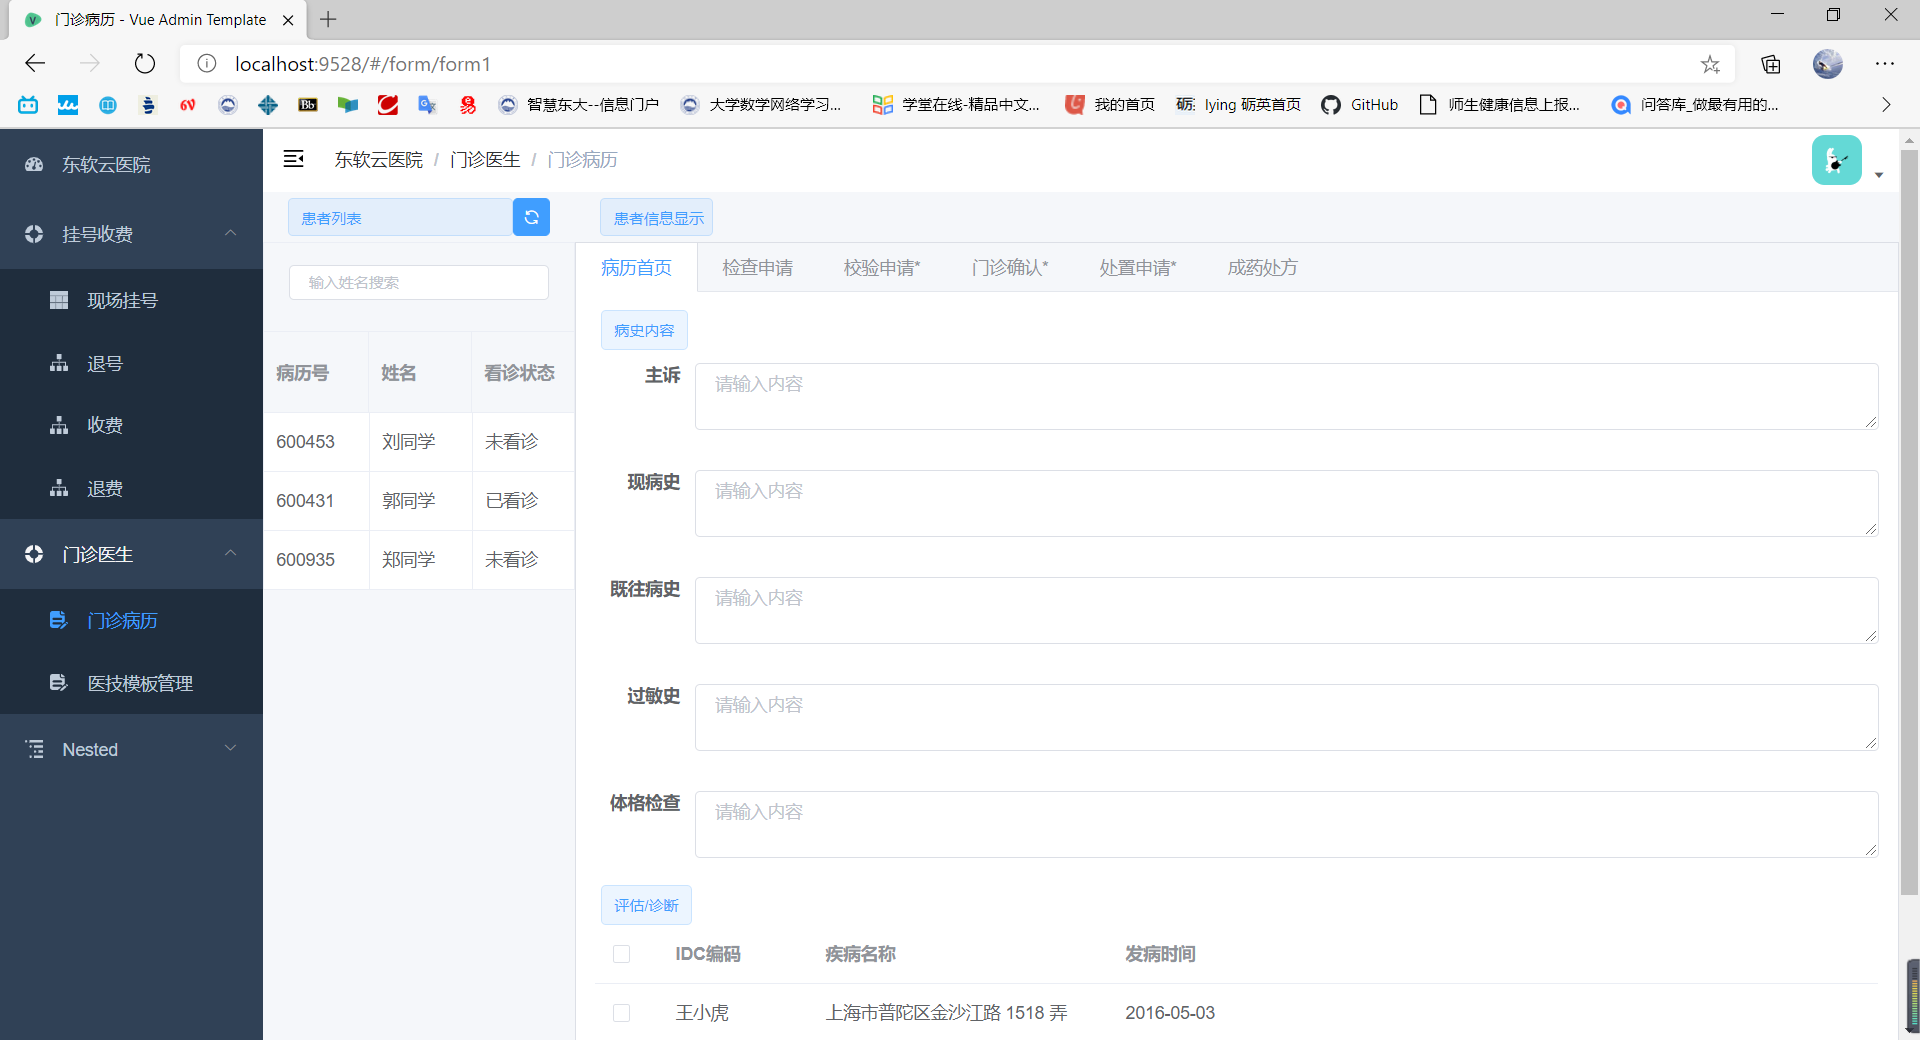 门诊病历 - Vue Admin Template
localhost:9528/#/form/form1
6V Bb 智慧东大--信息门户 大学数学网络学习... 学堂在线-精品中文... 我的首页 砺: lying 砺英首页 GitHub 师生健康信息上报... 问答库_做最有用的...
东软云医院
挂号收费
现场挂号
退号
收费
退费
门诊医生
门诊病历
医技模板管理
Nested
东软云医院 / 门诊医生 / 门诊病历
患者列表
输入姓名搜索
病历号 姓名 看诊状态
600453 刘同学 未看诊
600431 郭同学 已看诊
600935 郑同学 未看诊
患者信息显示
病历首页 检查申请 校验申请* 门诊确认* 处置申请* 成药处方
病史内容
主诉 请输入内容
现病史 请输入内容
既往病史 请输入内容
过敏史 请输入内容
体格检查 请输入内容
评估/诊断
IDC编码 疾病名称 发病时间
王小虎 上海市普陀区金沙江路 1518 弄 2016-05-03